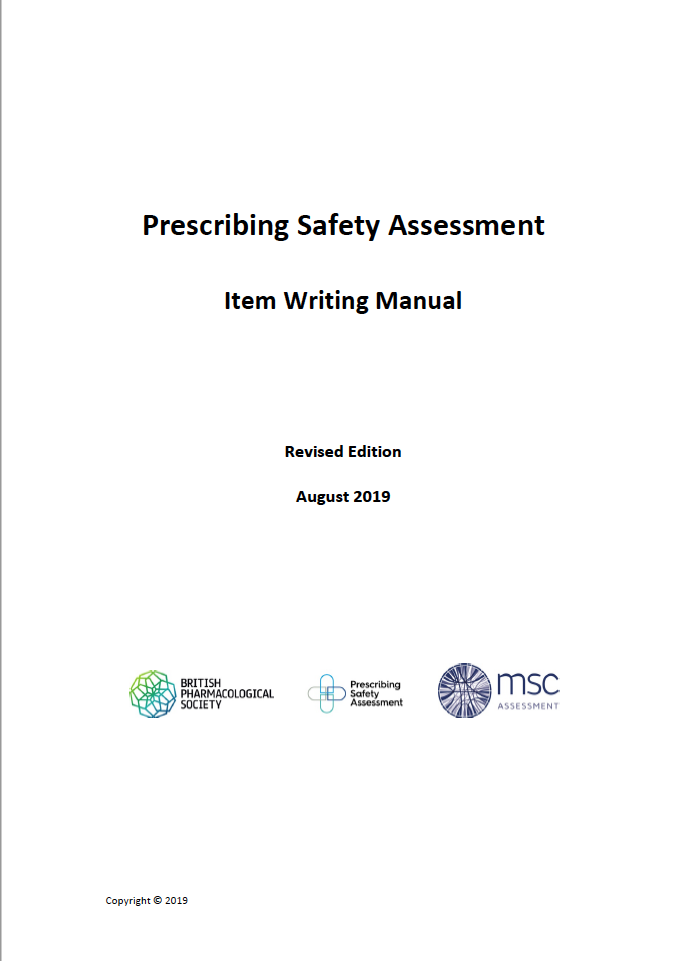 Prescribing Safety Assessment
Item Writing Manual
Revised Edition
August 2019
BRITISH
PHARMACOLOGICAL
SOCIETY
Prescribing
Safety
Assessment
msc
ASSESSMENT
Copyright © 2019